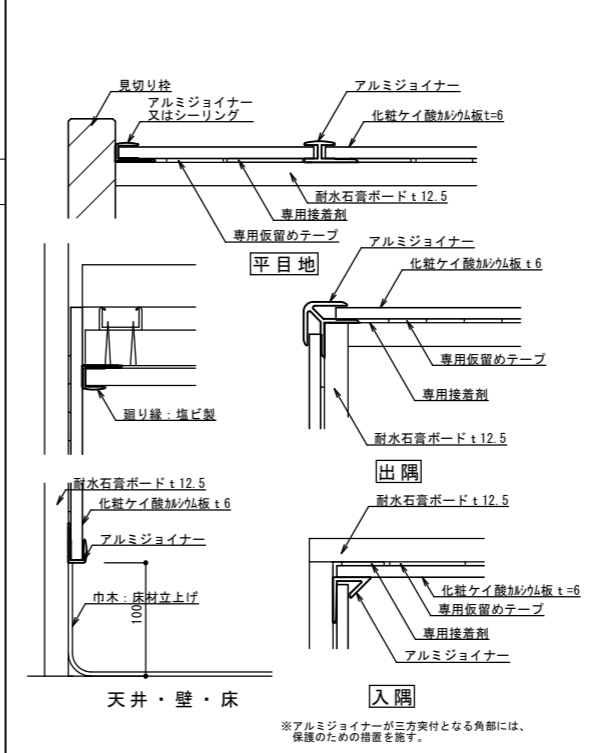 見切り枠
アルミジョイナー
又はシーリング
アルミジョイナー
化粧ケイ酸カルシウム板t=6
耐水石膏ボードｔ12.5
専用接着剤
専用仮留めテープ
平目地
廻り縁：塩ビ製
アルミジョイナー
化粧ケイ酸カルシウム板ｔ6
専用仮留めテープ
専用接着剤
耐水石膏ボードｔ12.5
出隅
耐水石膏ボードｔ12.5
化粧ケイ酸カルシウム板ｔ6
アルミジョイナー
巾木：床材立上げ
100
天井・壁・床
耐水石膏ボードｔ12.5
化粧ケイ酸カルシウム板ｔ=6
専用仮留めテープ
専用接着剤
アルミジョイナー
入隅
※アルミジョイナーが三方突付となる角部には、
保護のための措置を施す。